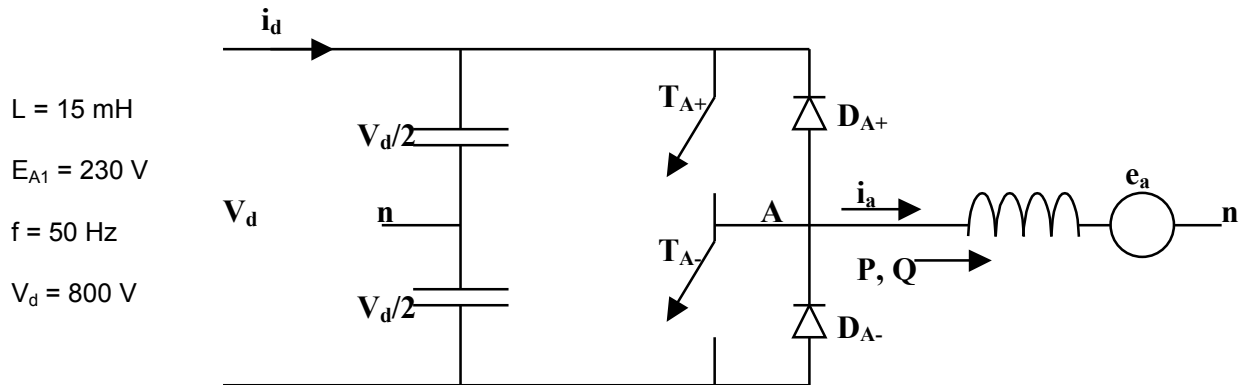 i_d
L = 15 mH
E_A1 = 230 V
f = 50 Hz
V_d = 800 V
V_d/2
V_d
n
V_d/2
T_A+
D_A+
T_A-
D_A-
A
i_a
e_a
n
P, Q